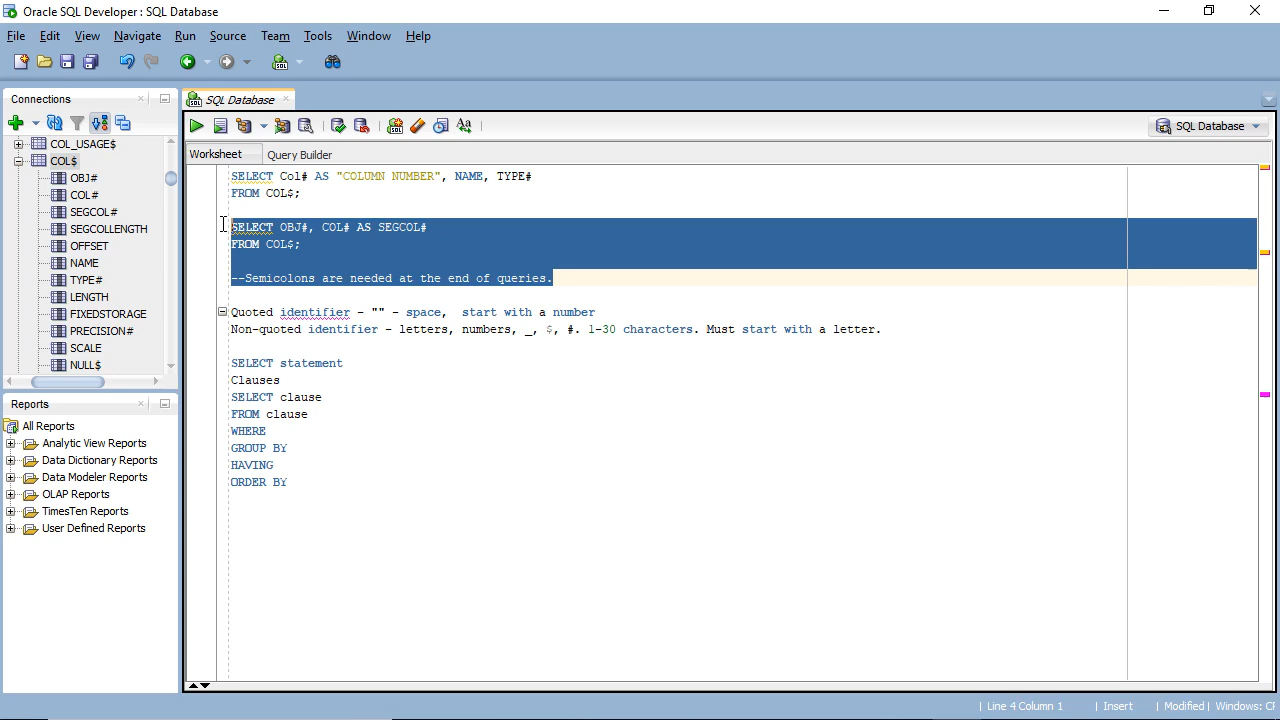 Oracle SQL Developer : SQL Database
File Edit View Navigate Run Source Team Tools Window Help
Connections
COL_USAGE$
COL$
OBJ#
COL#
SEGCOL#
SEGCOLLENGTH
OFFSET
NAME
TYPE#
LENGTH
FIXEDSTORAGE
PRECISION#
SCALE
NULL$
Reports
All Reports
Analytic View Reports
Data Dictionary Reports
Data Modeler Reports
OLAP Reports
TimesTen Reports
User Defined Reports
SQL Database
SQL Database
Worksheet Query Builder
SELECT Col# AS "COLUMN NUMBER", NAME, TYPE#
FROM COL$;
SELECT OBJ#, COL# AS SEGCOL#
FROM COL$;
--Semicolons are needed at the end of queries.
Quoted identifier - "" - space,  start with a number
Non-quoted identifier - letters, numbers, _, $, #. 1-30 characters. Must start with a letter.
SELECT statement
Clauses
SELECT clause
FROM clause
WHERE
GROUP BY
HAVING
ORDER BY
Line 4 Column 1 | Insert | Modified | Windows: CF